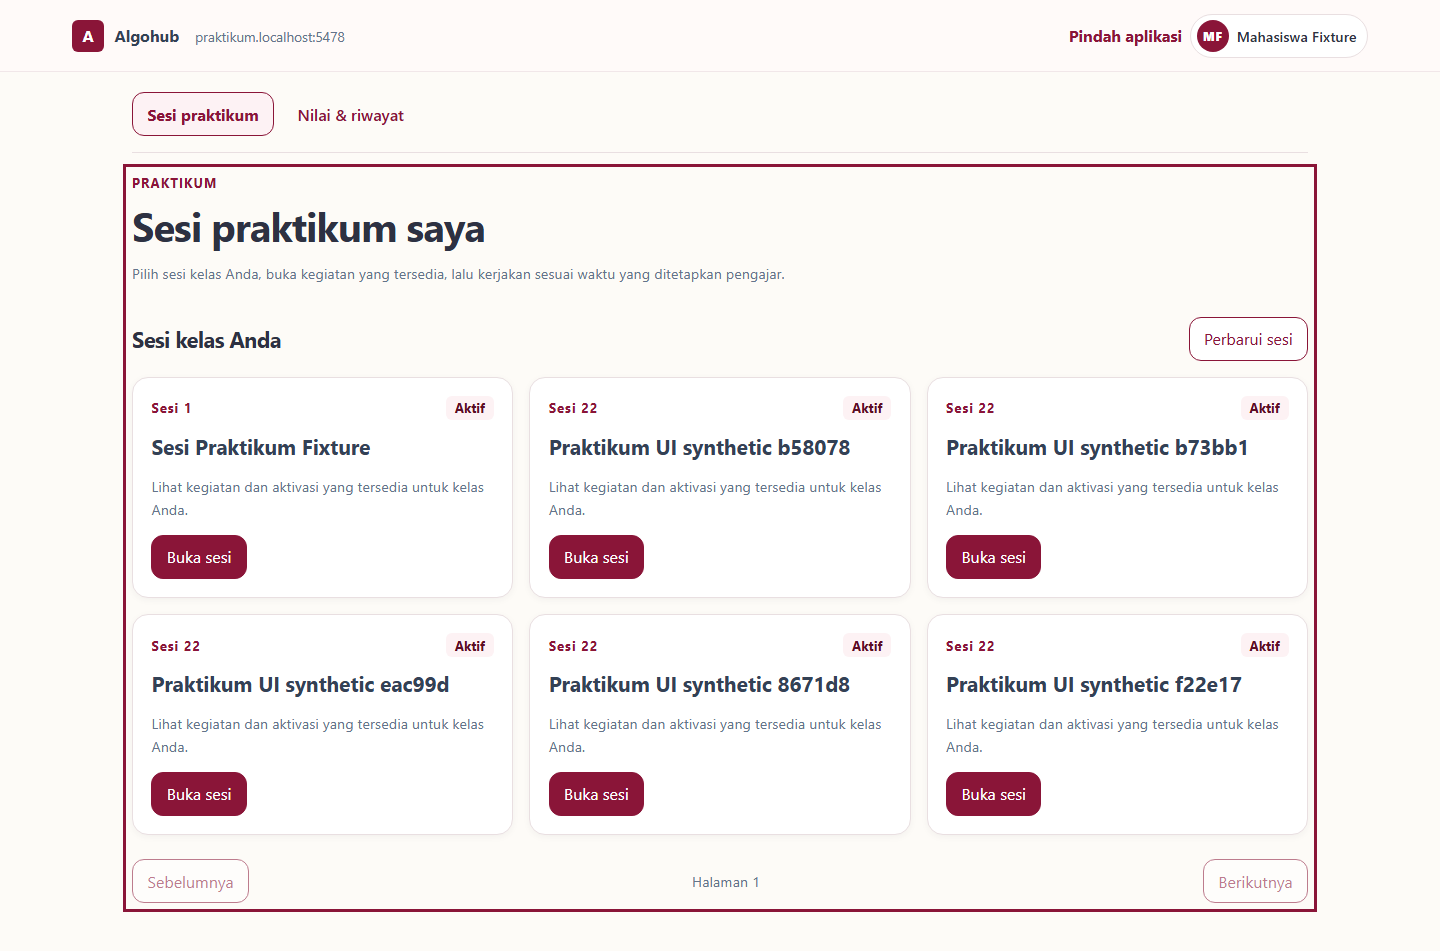 A Algohub praktikum.localhost:5478 Pindah aplikasi MF Mahasiswa Fixture
Sesi praktikum Nilai & riwayat
PRAKTIKUM
Sesi praktikum saya
Pilih sesi kelas Anda, buka kegiatan yang tersedia, lalu kerjakan sesuai waktu yang ditetapkan pengajar.
Sesi kelas Anda Perbarui sesi
Sesi 1 Aktif
Sesi Praktikum Fixture
Lihat kegiatan dan aktivasi yang tersedia untuk kelas
Anda.
Buka sesi
Sesi 22 Aktif
Praktikum UI synthetic b58078
Lihat kegiatan dan aktivasi yang tersedia untuk kelas
Anda.
Buka sesi
Sesi 22 Aktif
Praktikum UI synthetic b73bb1
Lihat kegiatan dan aktivasi yang tersedia untuk kelas
Anda.
Buka sesi
Sesi 22 Aktif
Praktikum UI synthetic eac99d
Lihat kegiatan dan aktivasi yang tersedia untuk kelas
Anda.
Buka sesi
Sesi 22 Aktif
Praktikum UI synthetic 8671d8
Lihat kegiatan dan aktivasi yang tersedia untuk kelas
Anda.
Buka sesi
Sesi 22 Aktif
Praktikum UI synthetic f22e17
Lihat kegiatan dan aktivasi yang tersedia untuk kelas
Anda.
Buka sesi
Sebelumnya Halaman 1 Berikutnya